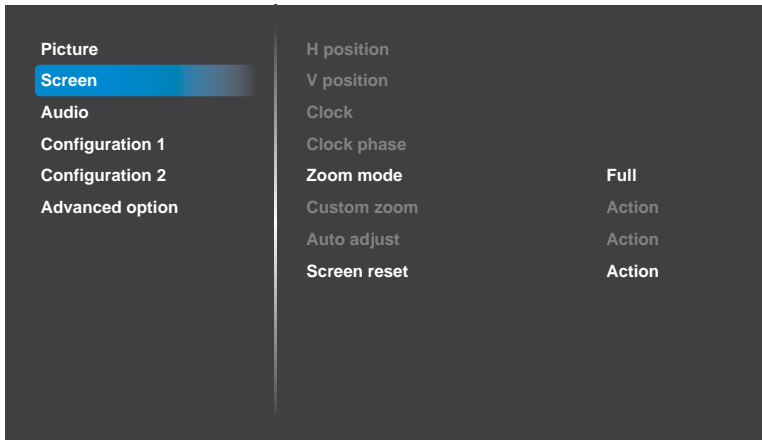 Picture
Screen
Audio
Configuration 1
Configuration 2
Advanced option
H position
V position
Clock
Clock phase
Zoom mode Full
Custom zoom Action
Auto adjust Action
Screen reset Action